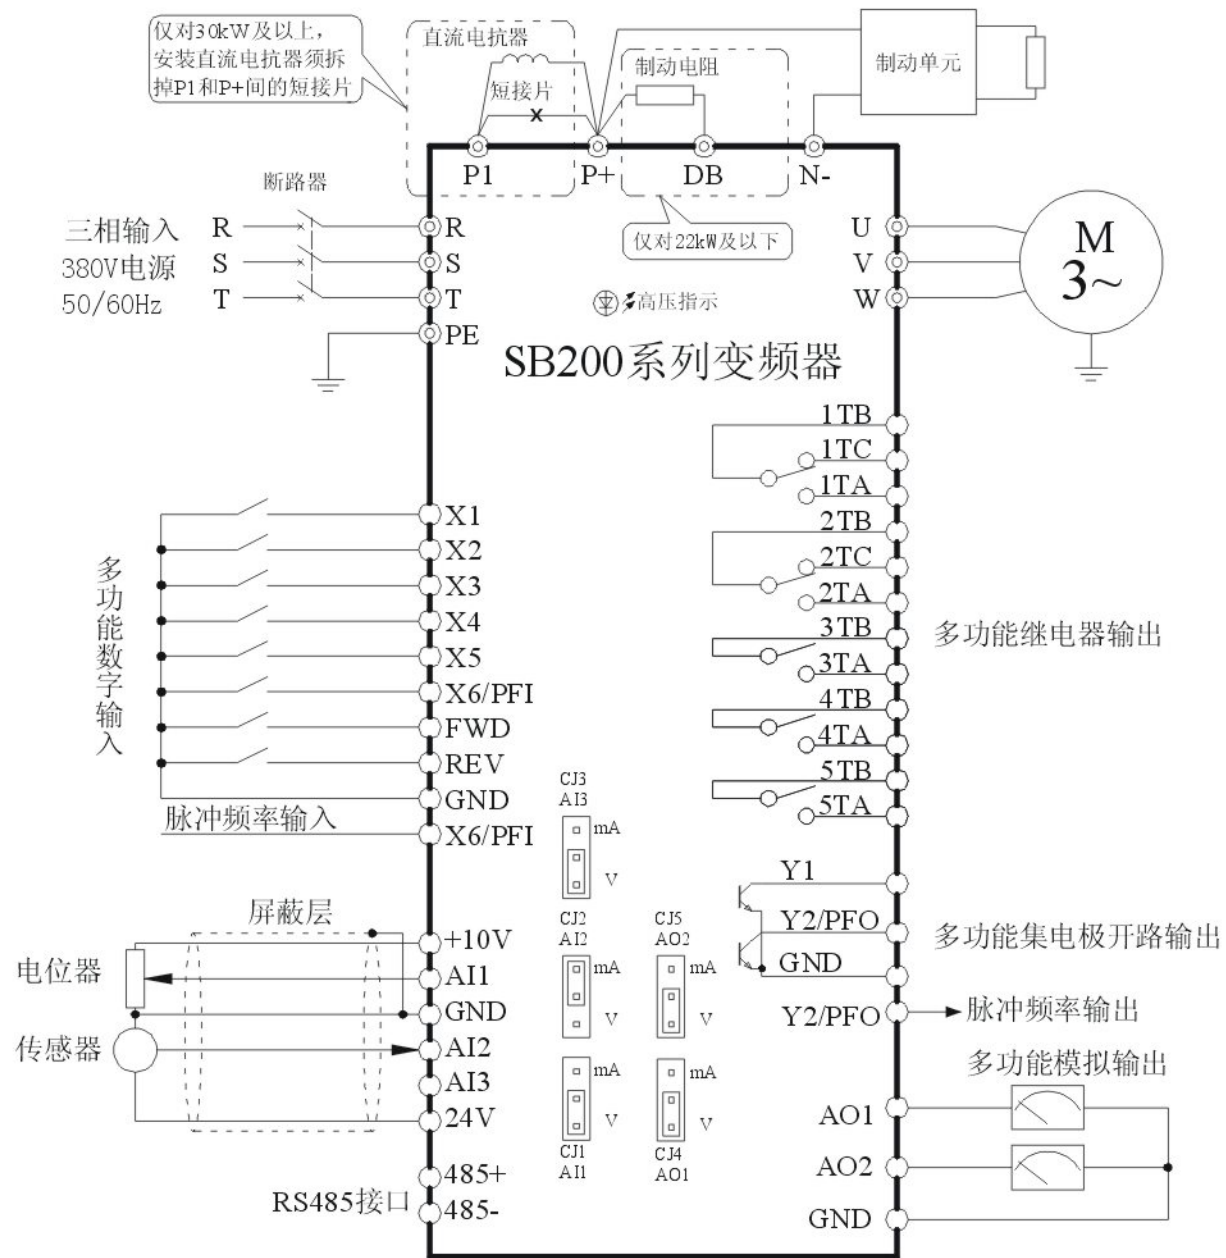 仅对30kW及以上，
安装直流电抗器须拆
掉P1和P+间的短接片
直流电抗器
短接片
x
制动电阻
制动单元
P1
P+
DB
N-
断路器
仅对22kW及以下
三相输入
380V电源
50/60Hz
R
S
T
R
S
T
PE
U
V
W
M
3~
高压指示
SB200系列变频器
1TB
1TC
1TA
2TB
2TC
2TA
3TB
3TA
4TB
4TA
5TB
5TA
多功能继电器输出
多功能数字输入
X1
X2
X3
X4
X5
X6/PFI
FWD
REV
GND
脉冲频率输入
X6/PFI
CJ3
AI3
mA
V
CJ2
AI2
mA
V
CJ5
AO2
mA
V
mA
V
CJ1
AI1
mA
V
CJ4
AO1
Y1
Y2/PFO
GND
多功能集电极开路输出
Y2/PFO
脉冲频率输出
屏蔽层
电位器
传感器
+10V
AI1
GND
AI2
AI3
24V
RS485接口
485+
485-
多功能模拟输出
AO1
AO2
GND